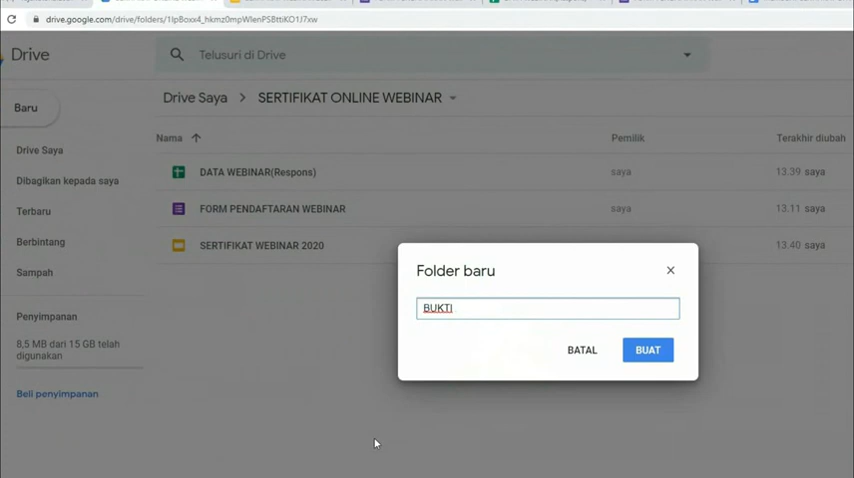 drive.google.com/drive/folders/1IpBoxx4_hkmz0mpWIenPSBttiKO1J7xw
Drive
Telusuri di Drive
Baru
Drive Saya > SERTIFIKAT ONLINE WEBINAR
Nama
Pemilik
Terakhir diubah
Drive Saya
Dibagikan kepada saya
Terbaru
Berbintang
Sampah
Penyimpanan
8,5 MB dari 15 GB telah
digunakan
Beli penyimpanan
DATA WEBINAR(Respons)
saya
13.39 saya
FORM PENDAFTARAN WEBINAR
saya
13.11 saya
SERTIFIKAT WEBINAR 2020
13.40 saya
Folder baru
BUKTI
BATAL
BUAT